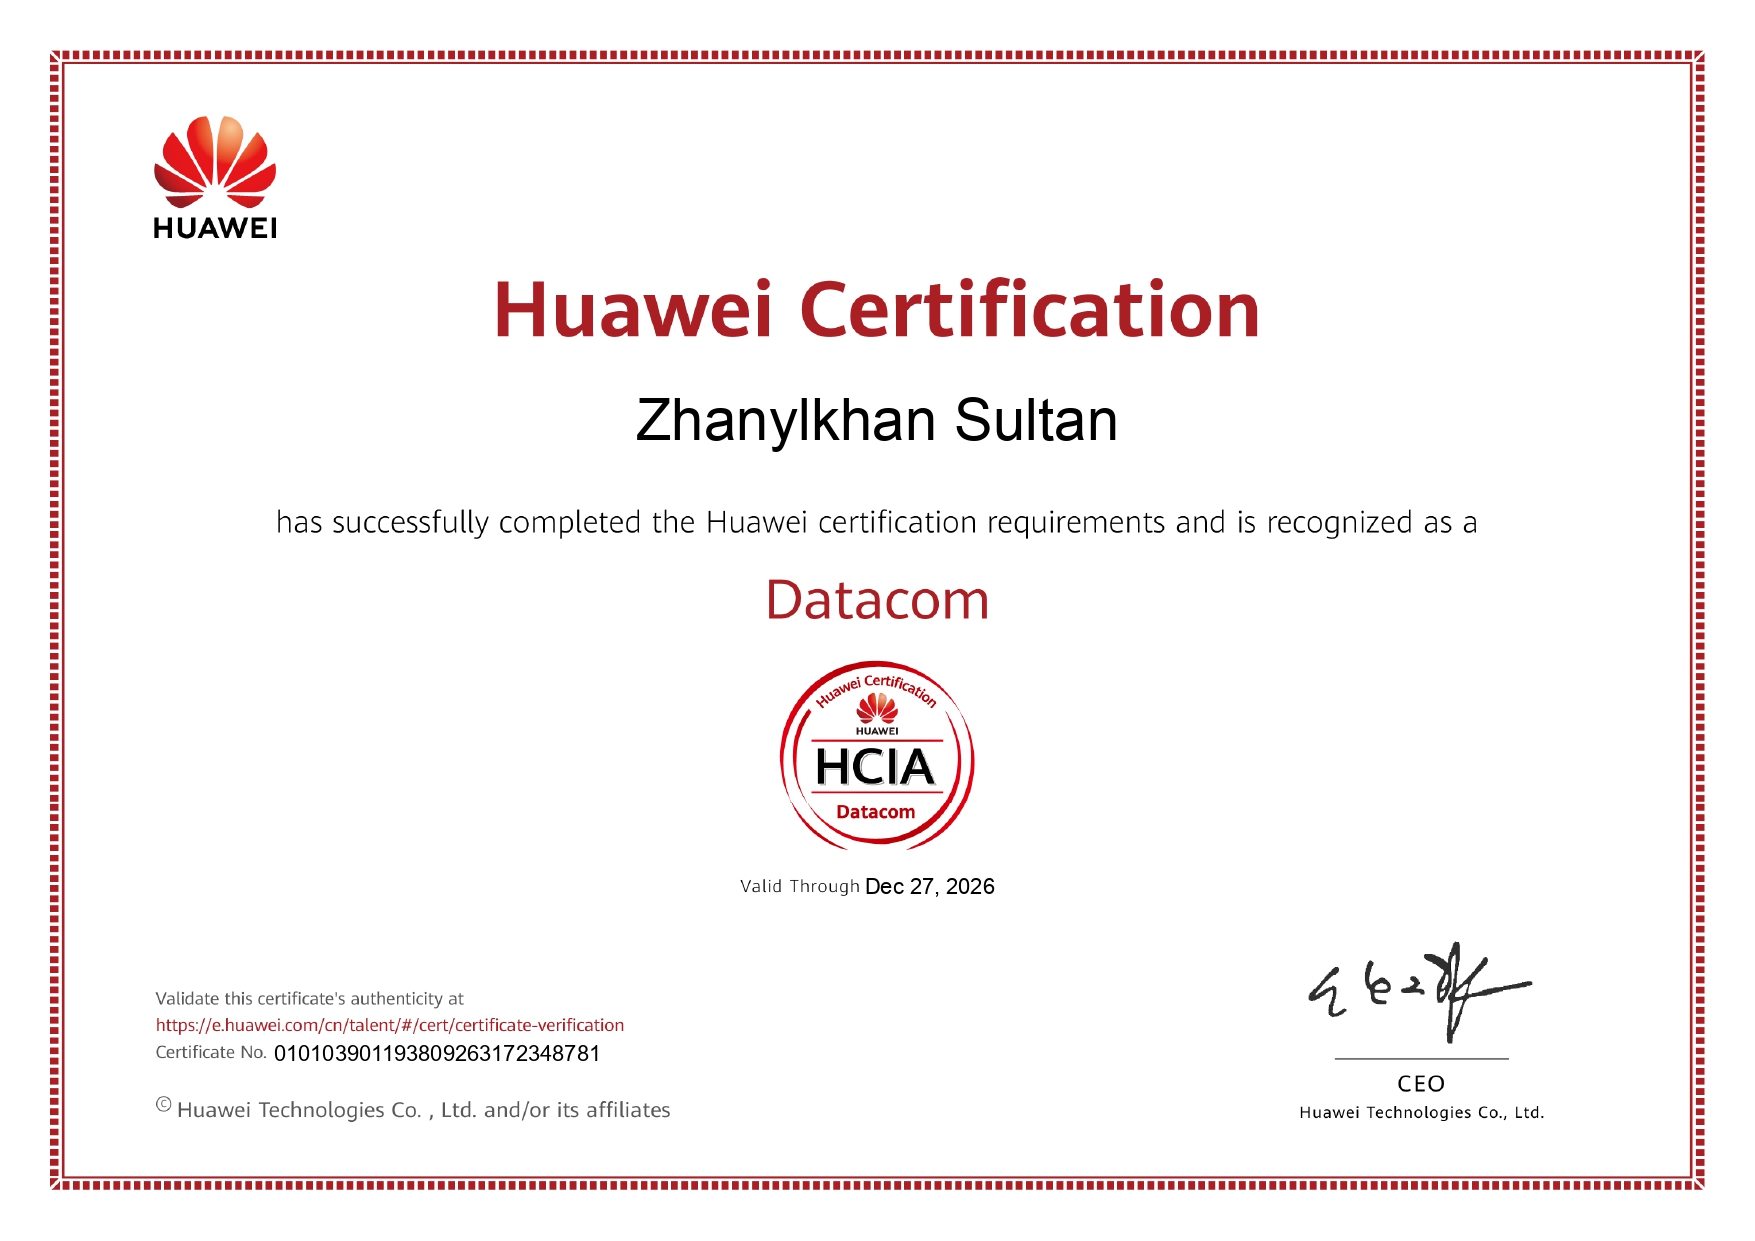 HUAWEI
Huawei Certification
Zhanylkhan Sultan
has successfully completed the Huawei certification requirements and is recognized as a
Datacom
Huawei Certification
HUAWEI
HCIA
Datacom
Valid Through Dec 27, 2026
Validate this certificate's authenticity at
https://e.huawei.com/cn/talent/#/cert/certificate-verification
Certificate No. 010103901193809263172348781
© Huawei Technologies Co. , Ltd. and/or its affiliates
CEO
Huawei Technologies Co., Ltd.